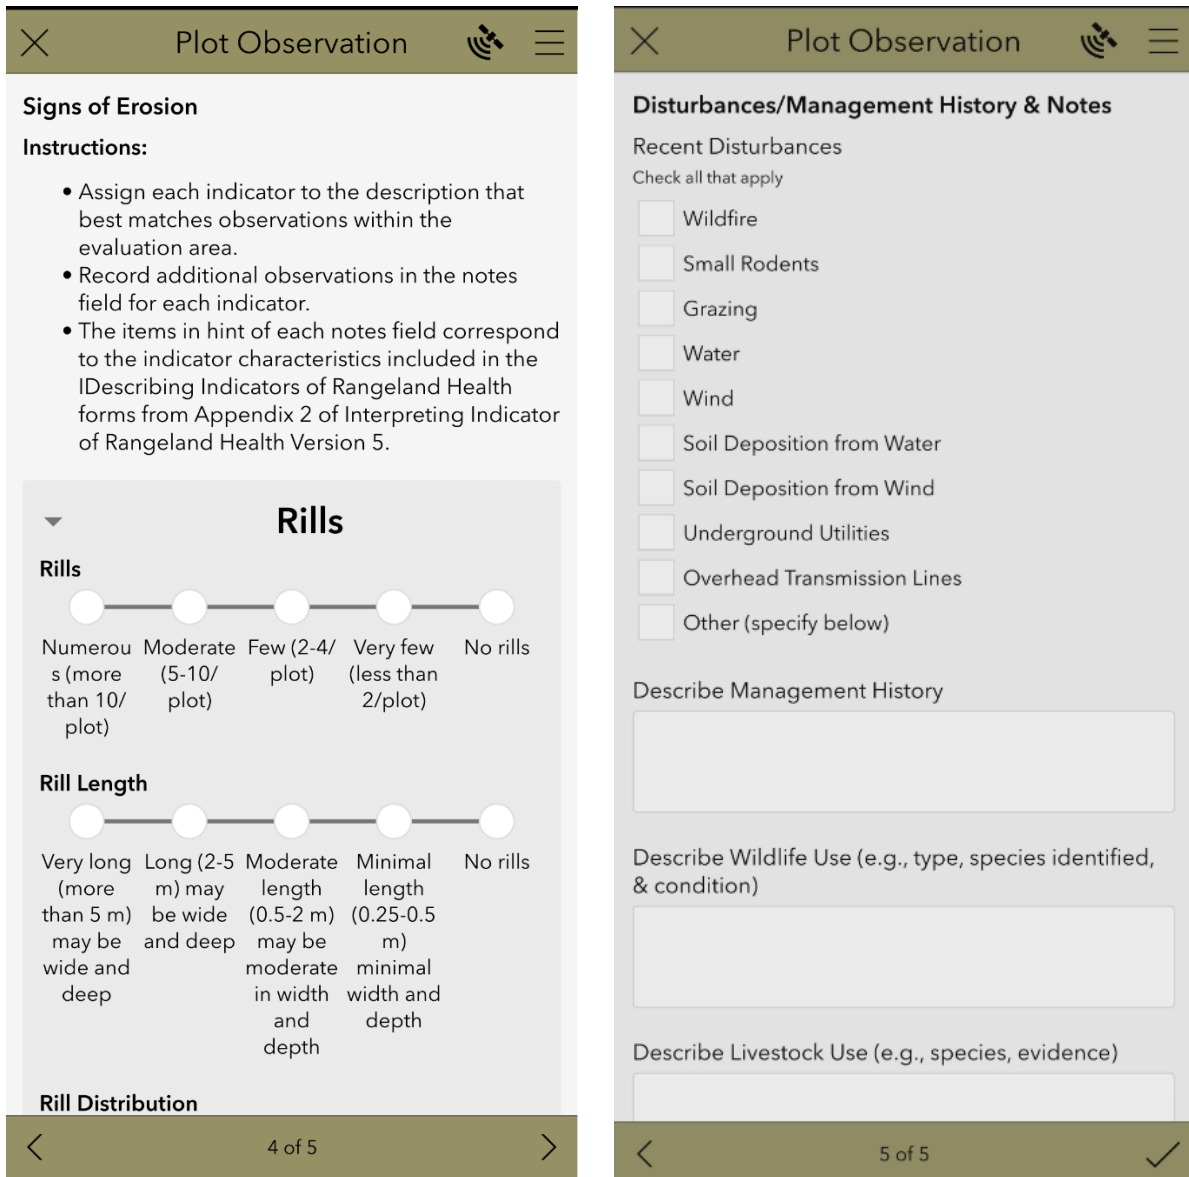 Plot Observation
Signs of Erosion
Instructions:
• Assign each indicator to the description that
best matches observations within the
evaluation area.
• Record additional observations in the notes
field for each indicator.
• The items in hint of each notes field correspond
to the indicator characteristics included in the
IDescribing Indicators of Rangeland Health
forms from Appendix 2 of Interpreting Indicator
of Rangeland Health Version 5.
Rills
Rills
Numerou
s (more
than 10/
plot)
Moderate
(5-10/
plot)
Few (2-4/
plot)
Very few
(less than
2/plot)
No rills
Rill Length
Very long
(more
than 5 m)
may be
wide and
deep
Long (2-5
m) may
be wide
and deep
Moderate
length
(0.5-2 m)
may be
moderate
in width
and
depth
Minimal
length
(0.25-0.5
m)
minimal
width and
depth
No rills
Rill Distribution
4 of 5
Plot Observation
Disturbances/Management History & Notes
Recent Disturbances
Check all that apply
Wildfire
Small Rodents
Grazing
Water
Wind
Soil Deposition from Water
Soil Deposition from Wind
Underground Utilities
Overhead Transmission Lines
Other (specify below)
Describe Management History
Describe Wildlife Use (e.g., type, species identified,
& condition)
Describe Livestock Use (e.g., species, evidence)
5 of 5